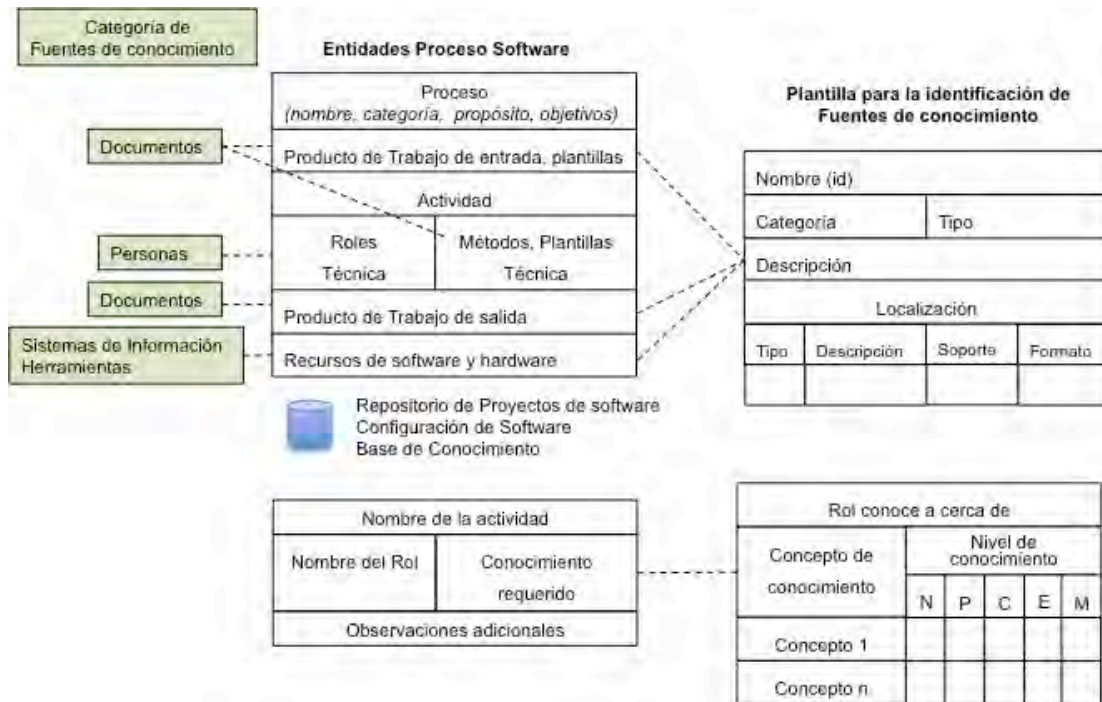 Categoría de
Fuentes de conocimiento
Entidades Proceso Software
Proceso
(nombre, categoría, propósito, objetivos)
Documentos
Producto de Trabajo de entrada, plantillas
Actividad
Personas
Roles
Técnica
Métodos, Plantillas
Técnica
Documentos
Producto de Trabajo de salida
Sistemas de Información
Herramientas
Recursos de software y hardware
Repositorio de Proyectos de software
Configuración de Software
Base de Conocimiento
Plantilla para la identificación de
Fuentes de conocimiento
Nombre (id)
Categoría Tipo
Descripción
Localización
Tipo Descripción Soporte Formato
Nombre de la actividad
Nombre del Rol
Conocimiento
requerido
Observaciones adicionales
Rol conoce a cerca de
Concepto de
conocimiento
Nivel de
conocimiento
N P C E M
Concepto 1
Concepto n